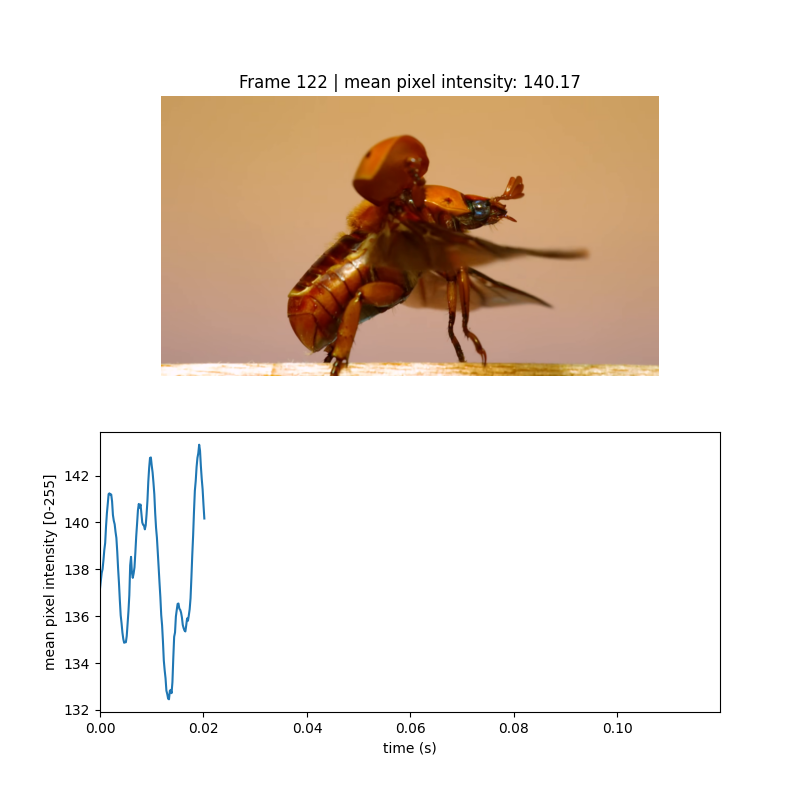 Frame 122 | mean pixel intensity: 140.17
142
140
138
136
134
132
mean pixel intensity [0-255]
0.00 0.02 0.04 0.06 0.08 0.10
time (s)